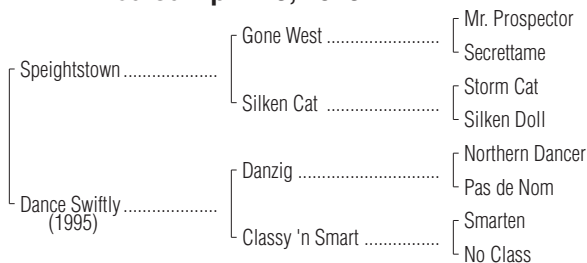 Mr. Prospector
Gone West ........................................
Secrettame
Speightstown .....................
Storm Cat
Silken Cat ........................................
Silken Doll
Northern Dancer
Danzig ........................................
Pas de Nom
Dance Swiftly .....................
(1995)
Smarten
Classy 'n Smart ...........................
No Class